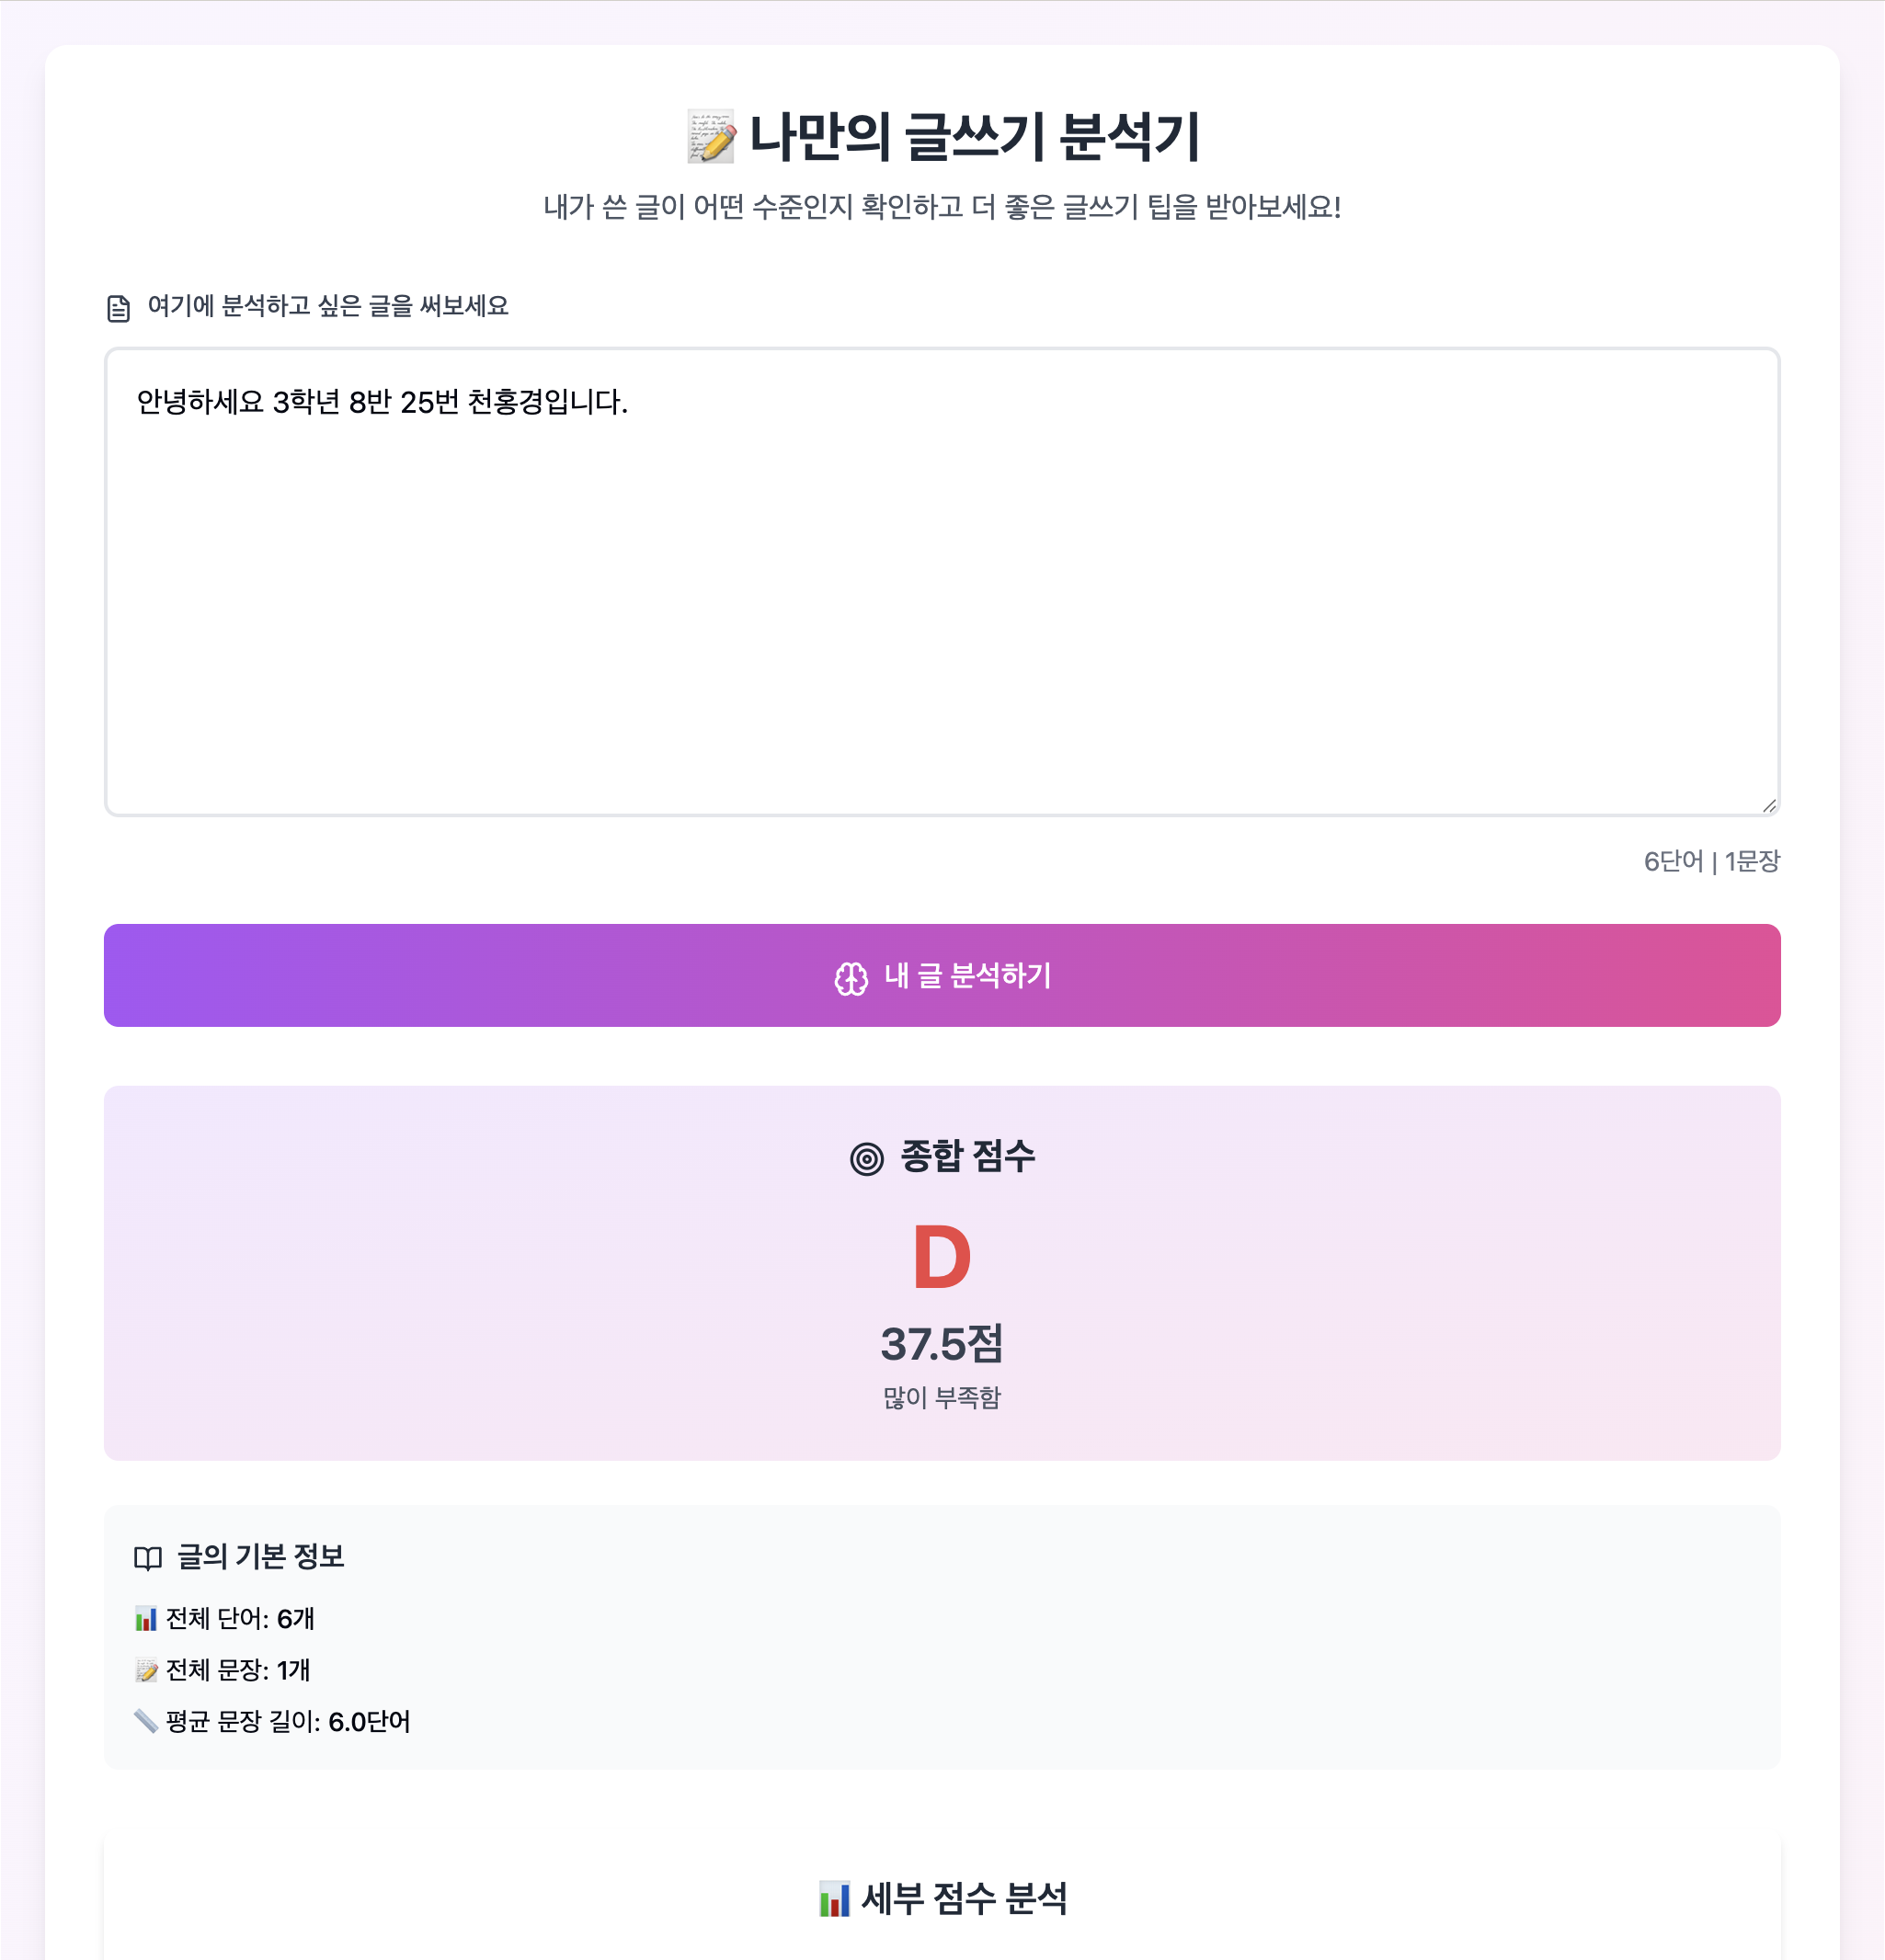 📝 나만의 글쓰기 분석기
내가 쓴 글이 어떤 수준인지 확인하고 더 좋은 글쓰기 팁을 받아보세요!
여기에 분석하고 싶은 글을 써보세요
안녕하세요 3학년 8반 25번 천홍경입니다.
6단어 | 1문장
내 글 분석하기
종합 점수
D
37.5점
많이 부족함
글의 기본 정보
📊 전체 단어: 6개
📝 전체 문장: 1개
📏 평균 문장 길이: 6.0단어
📊 세부 점수 분석